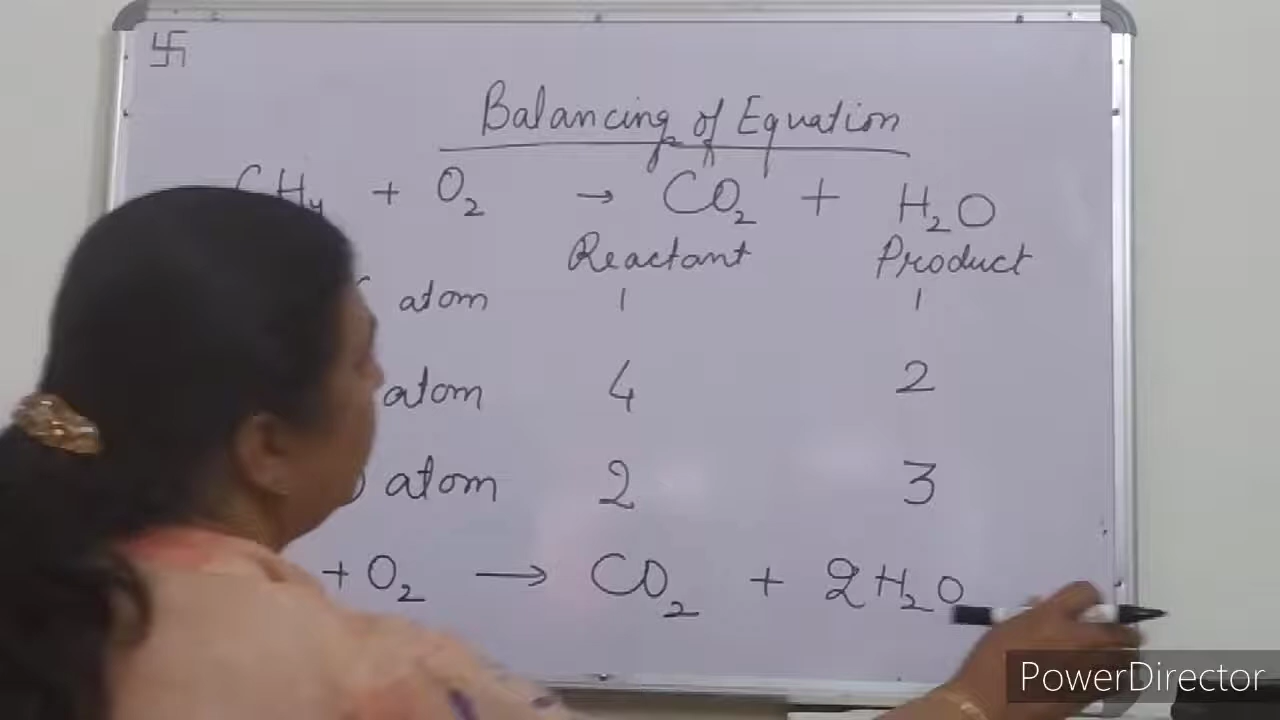 卐
Balancing of Equation
CH₄ + O₂ → CO₂ + H₂O
Reactant Product
atom 1 1
atom 4 2
atom 2 3
+ O₂ → CO₂ + 2H₂O
PowerDirector